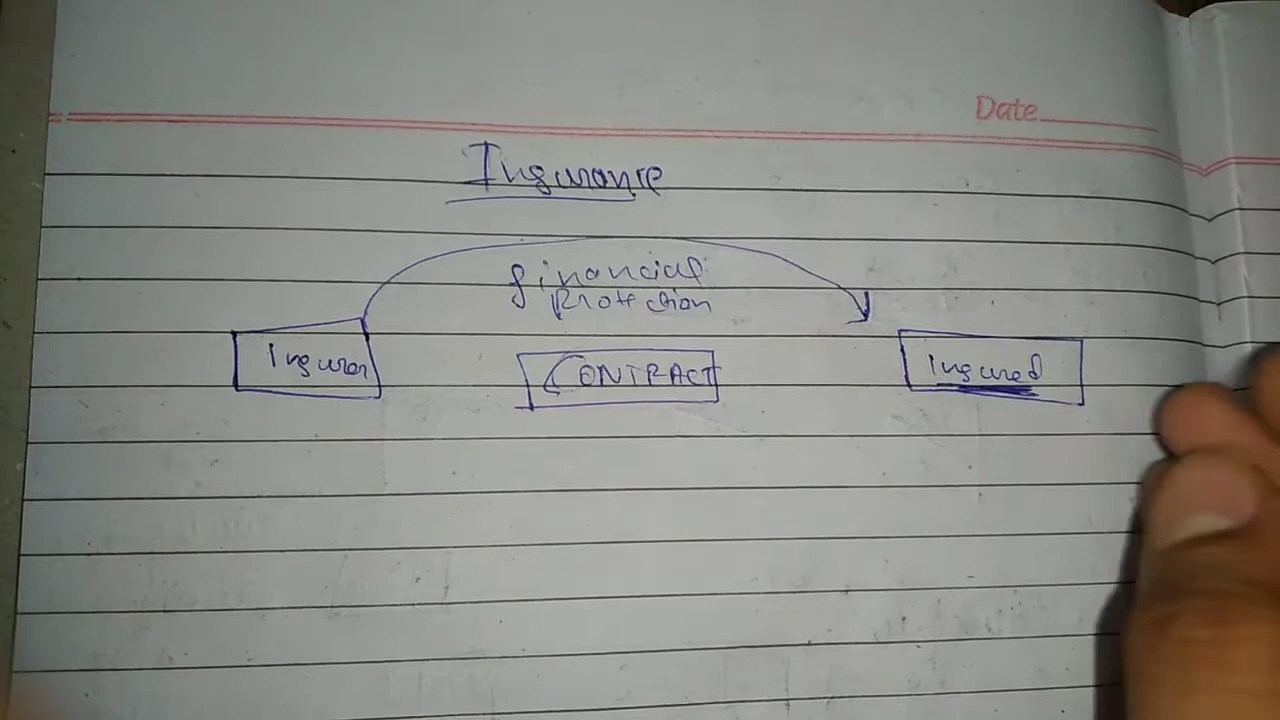 Date
Insurance
financial
Protection
Insurer
CONTRACT
Insured